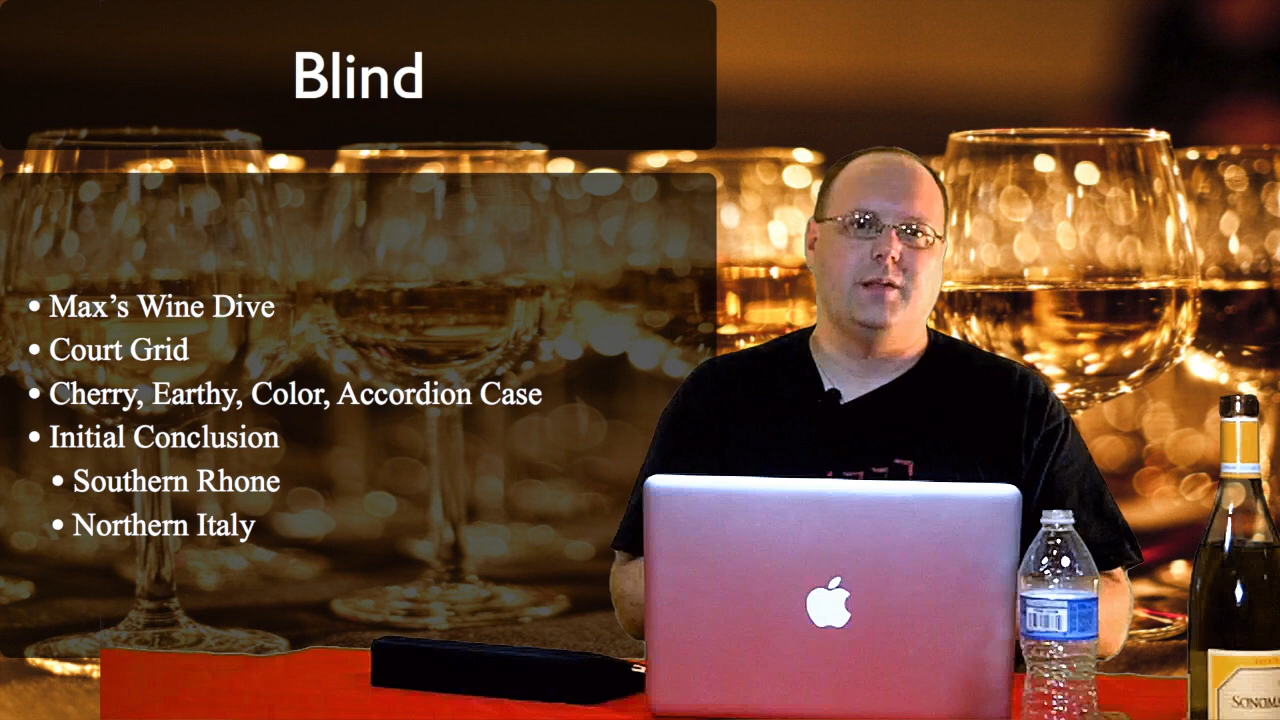 Blind
• Max’s Wine Dive
• Court Grid
• Cherry, Earthy, Color, Accordion Case
• Initial Conclusion
• Southern Rhone
• Northern Italy